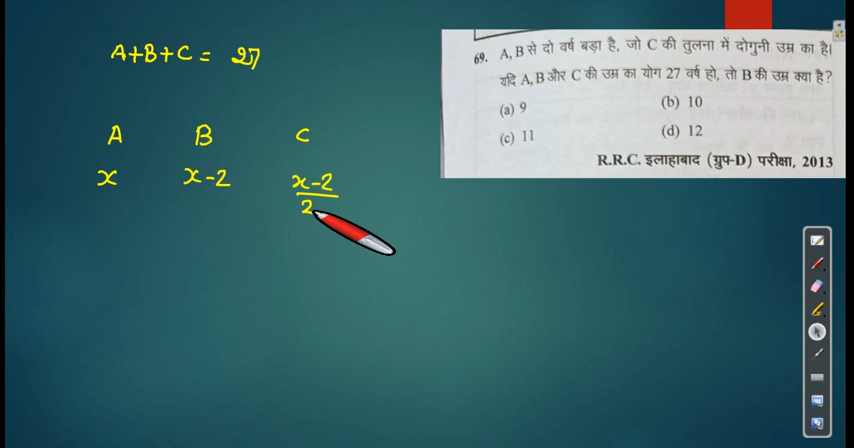 A+B+C = 27
69. A, B से दो वर्ष बड़ा है, जो C की तुलना में दोगुनी उम्र का है।
यदि A, B और C की उम्र का योग 27 वर्ष हो, तो B की उम्र क्या है?
(a) 9 (b) 10
(c) 11 (d) 12
R.R.C. इलाहाबाद (ग्रुप-D) परीक्षा, 2013
A B C
x x-2 x-2
2